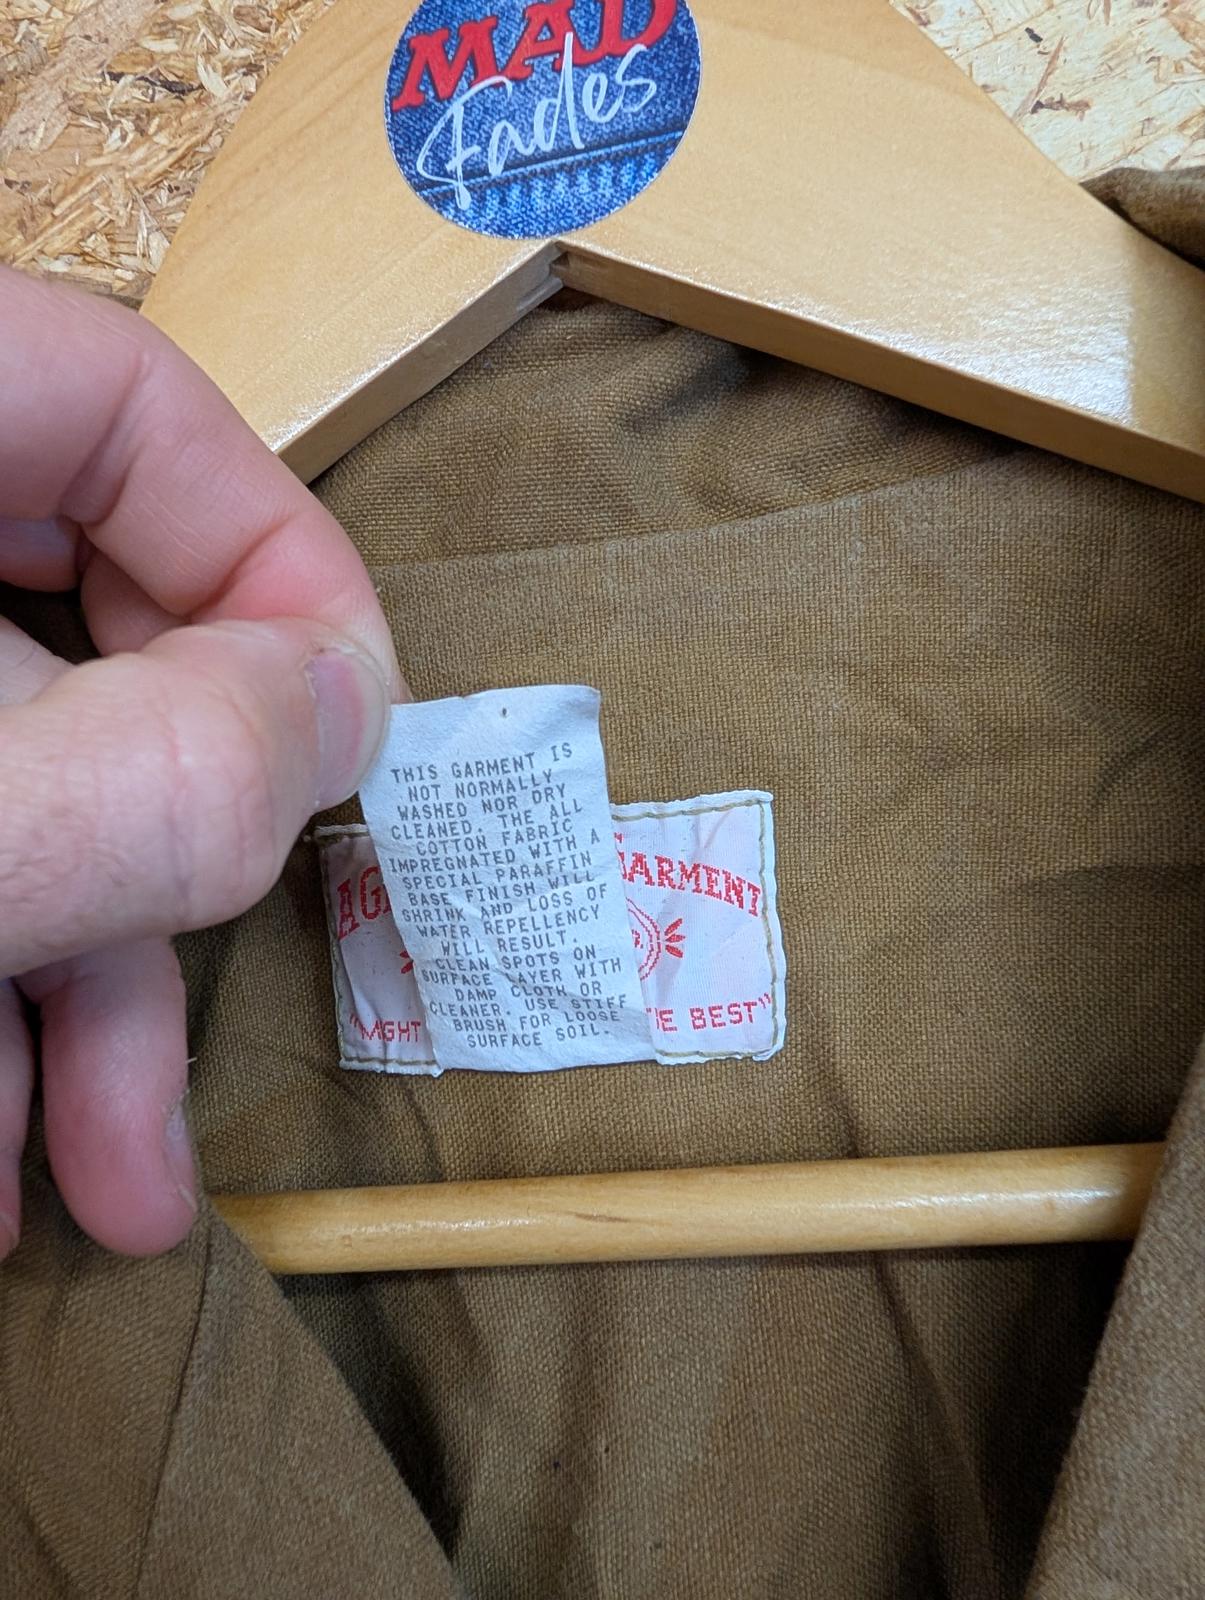 MAD
Fades
THIS GARMENT IS
NOT NORMALLY
WASHED NOR DRY
CLEANED. THE ALL
COTTON FABRIC
IMPREGNATED WITH A
SPECIAL PARAFFIN
BASE FINISH WILL
SHRINK AND LOSS OF
WATER REPELLENCY
WILL RESULT.
CLEAN SPOTS ON
SURFACE LAYER WITH
DAMP CLOTH OR
CLEANER. USE STIFF
BRUSH FOR LOOSE
SURFACE SOIL.
A GARMENT
"MIGHT BEST"